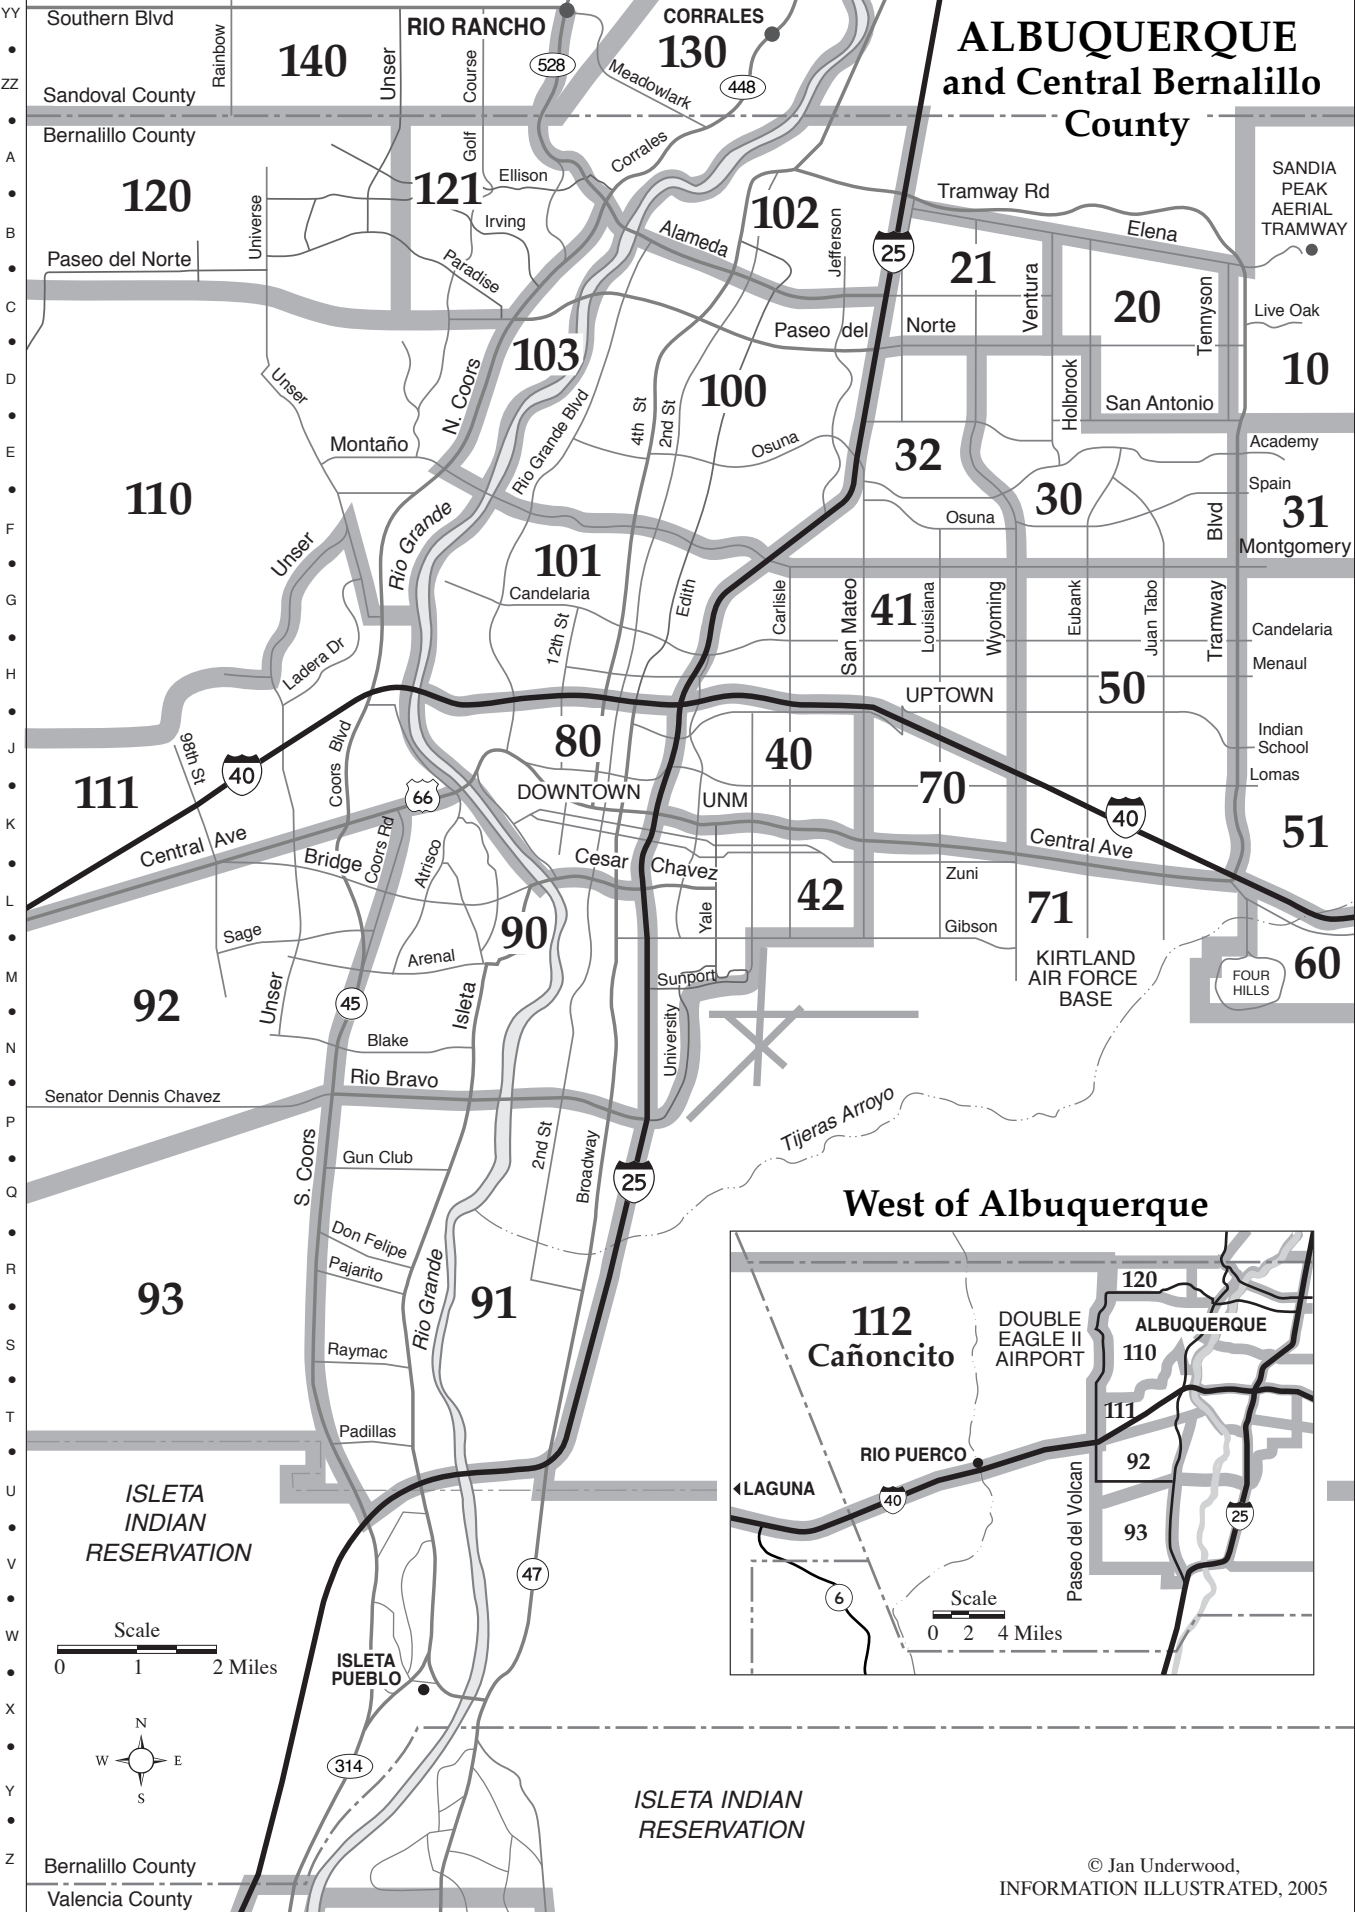 ALBUQUERQUE
and Central Bernalillo
County
YY
Southern Blvd
RIO RANCHO
CORRALES
140
130
Rainbow
Unser
Golf Course
528
448
Meadowlark
ZZ
Sandoval County
Bernalillo County
A
120
121
Ellison
Corrales
SANDIA
PEAK
AERIAL
TRAMWAY
Universe
Irving
102
Tramway Rd
Elena
B
Alameda
Jefferson
25
21
Paseo del Norte
Paradise
Ventura
20
Tennyson
Live Oak
C
Paseo del Norte
103
D
Unser
N. Coors
100
Holbrook
10
San Antonio
Rio Grande Blvd
4th St
2nd St
Osuna
E
Montaño
32
Academy
Spain
110
30
31
F
Rio Grande
Osuna
Blvd
Montgomery
Unser
101
G
Candelaria
Edith
Carlisle
San Mateo
41
Louisiana
Wyoming
Eubank
Juan Tabo
Tramway
Candelaria
12th St
Ladera Dr
Menaul
H
UPTOWN
50
J
98th St
40
Coors Blvd
80
40
Indian
School
Lomas
111
66
DOWNTOWN
UNM
70
40
K
Central Ave
Bridge
Coors Rd
Atrisco
Cesar Chavez
Central Ave
51
Zuni
L
Sage
90
Yale
42
Gibson
71
KIRTLAND
AIR FORCE
BASE
Arenal
M
Sunport
FOUR
HILLS
60
92
Unser
45
Isleta
N
Blake
University
Rio Bravo
Senator Dennis Chavez
P
Tijeras Arroyo
S. Coors
Gun Club
2nd St
Broadway
25
Q
Don Felipe
Pajarito
R
93
Rio Grande
91
S
Raymac
T
Padillas
U
ISLETA
INDIAN
RESERVATION
V
47
W
Scale
0 1 2 Miles
ISLETA
PUEBLO
X
N
W E
S
314
Y
ISLETA INDIAN
RESERVATION
Z
Bernalillo County
Valencia County
West of Albuquerque
112
Cañoncito
DOUBLE
EAGLE II
AIRPORT
120
ALBUQUERQUE
110
111
RIO PUERCO
92
LAGUNA
40
Paseo del Volcan
25
93
6
Scale
0 2 4 Miles
© Jan Underwood,
INFORMATION ILLUSTRATED, 2005